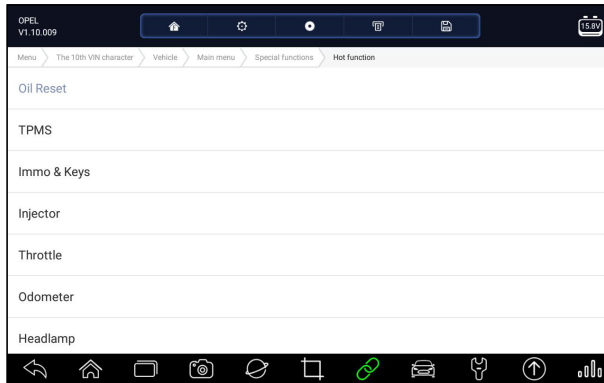 OPEL
V1.10.009
15.8V
Menu
The 10th VIN character
Vehicle
Main menu
Special functions
Hot function
Oil Reset
TPMS
Immo & Keys
Injector
Throttle
Odometer
Headlamp